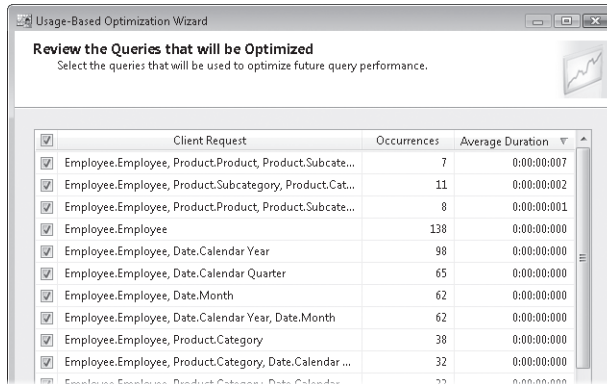 Usage-Based Optimization Wizard
Review the Queries that will be Optimized
Select the queries that will be used to optimize future query performance.
Client Request Occurrences Average Duration
Employee.Employee, Product.Product, Product.Subcate... 7 0:00:00:007
Employee.Employee, Product.Subcategory, Product.Cat... 11 0:00:00:002
Employee.Employee, Product.Product, Product.Subcate... 8 0:00:00:001
Employee.Employee 138 0:00:00:000
Employee.Employee, Date.Calendar Year 98 0:00:00:000
Employee.Employee, Date.Calendar Quarter 65 0:00:00:000
Employee.Employee, Date.Month 62 0:00:00:000
Employee.Employee, Date.Calendar Year, Date.Month 62 0:00:00:000
Employee.Employee, Product.Category 38 0:00:00:000
Employee.Employee, Product.Category, Date.Calendar ... 32 0:00:00:000
Employee.Employee, Product.Category, Date.Calendar